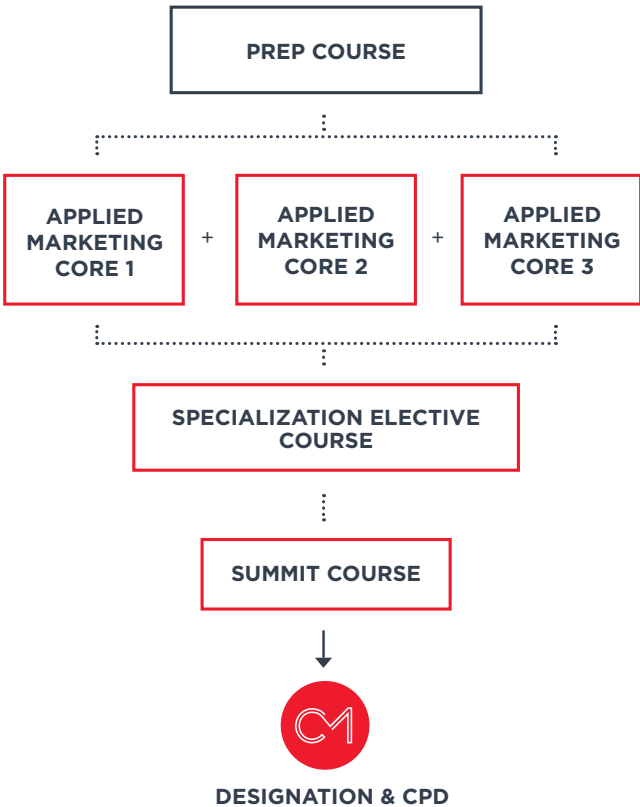 PREP COURSE
APPLIED
MARKETING
CORE 1
+
APPLIED
MARKETING
CORE 2
+
APPLIED
MARKETING
CORE 3
SPECIALIZATION ELECTIVE
COURSE
SUMMIT COURSE
CM
DESIGNATION & CPD